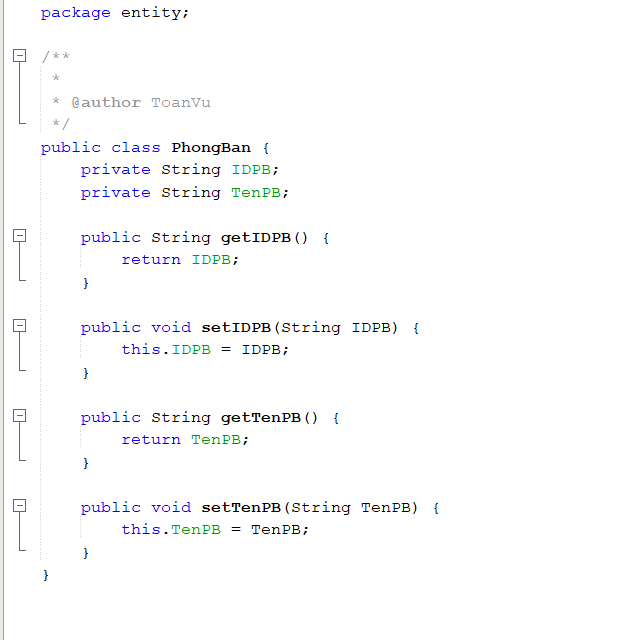 package entity;
/**
 *
 * @author ToanVu
 */
public class PhongBan {
    private String IDPB;
    private String TenPB;
    public String getIDPB() {
        return IDPB;
    }
    public void setIDPB(String IDPB) {
        this.IDPB = IDPB;
    }
    public String getTenPB() {
        return TenPB;
    }
    public void setTenPB(String TenPB) {
        this.TenPB = TenPB;
    }
}